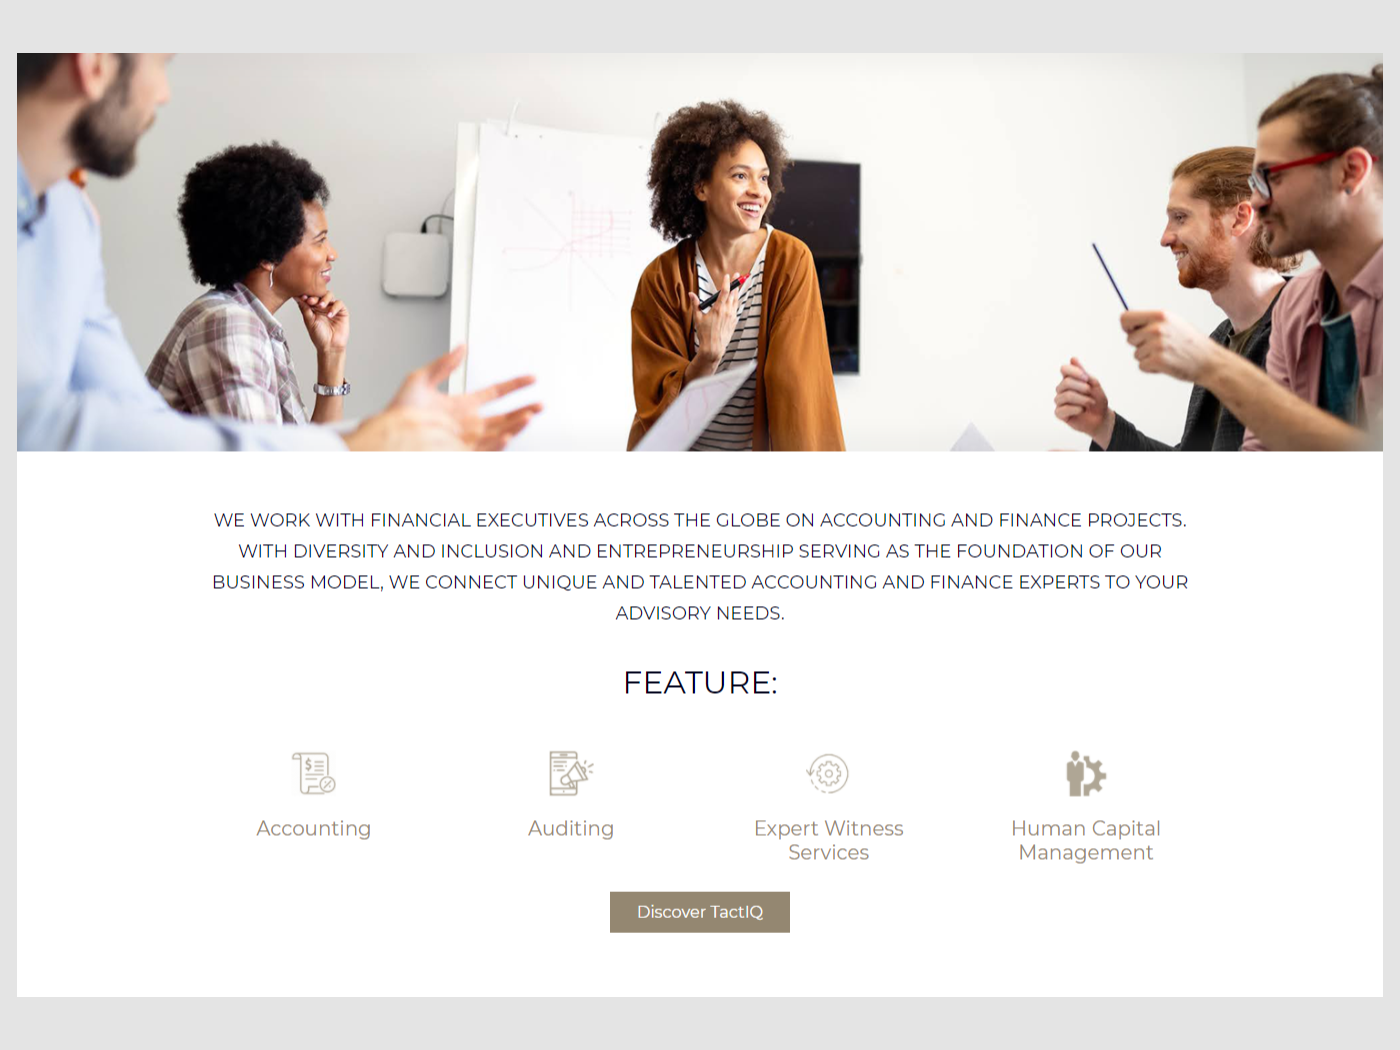 WE WORK WITH FINANCIAL EXECUTIVES ACROSS THE GLOBE ON ACCOUNTING AND FINANCE PROJECTS.
WITH DIVERSITY AND INCLUSION AND ENTREPRENEURSHIP SERVING AS THE FOUNDATION OF OUR
BUSINESS MODEL, WE CONNECT UNIQUE AND TALENTED ACCOUNTING AND FINANCE EXPERTS TO YOUR
ADVISORY NEEDS.
FEATURE:
Accounting
Auditing
Expert Witness
Services
Human Capital
Management
Discover TactIQ